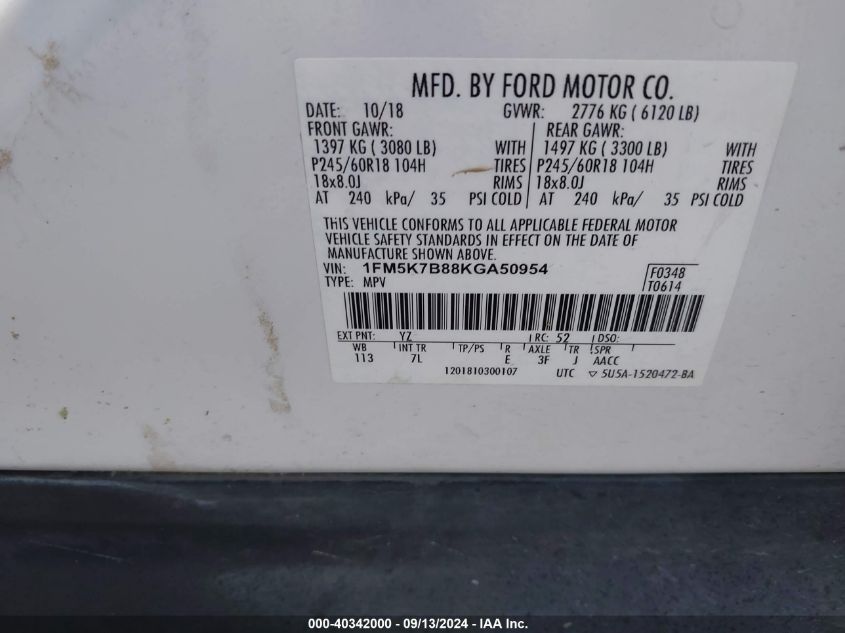 MFD. BY FORD MOTOR CO.
DATE: 10/18 GVWR: 2776 KG ( 6120 LB)
FRONT GAWR: REAR GAWR:
1397 KG ( 3080 LB) WITH 1497 KG ( 3300 LB) WITH
P245/60R18 104H TIRES P245/60R18 104H TIRES
18x8.0J RIMS 18x8.0J RIMS
AT 240 kPa/ 35 PSI COLD AT 240 kPa/ 35 PSI COLD
THIS VEHICLE CONFORMS TO ALL APPLICABLE FEDERAL MOTOR
VEHICLE SAFETY STANDARDS IN EFFECT ON THE DATE OF
MANUFACTURE SHOWN ABOVE.
VIN: 1FM5K7B88KGA50954 F0348
TYPE: MPV T0614
EXT PNT: YZ RC: 52 DSO:
WB INT TR TP/PS R AXLE TR SPR
113 7L E 3F J AACC
1201810300107 UTC ▽ 5U5A-1520472-BA
000-40342000 - 09/13/2024 - IAA Inc.